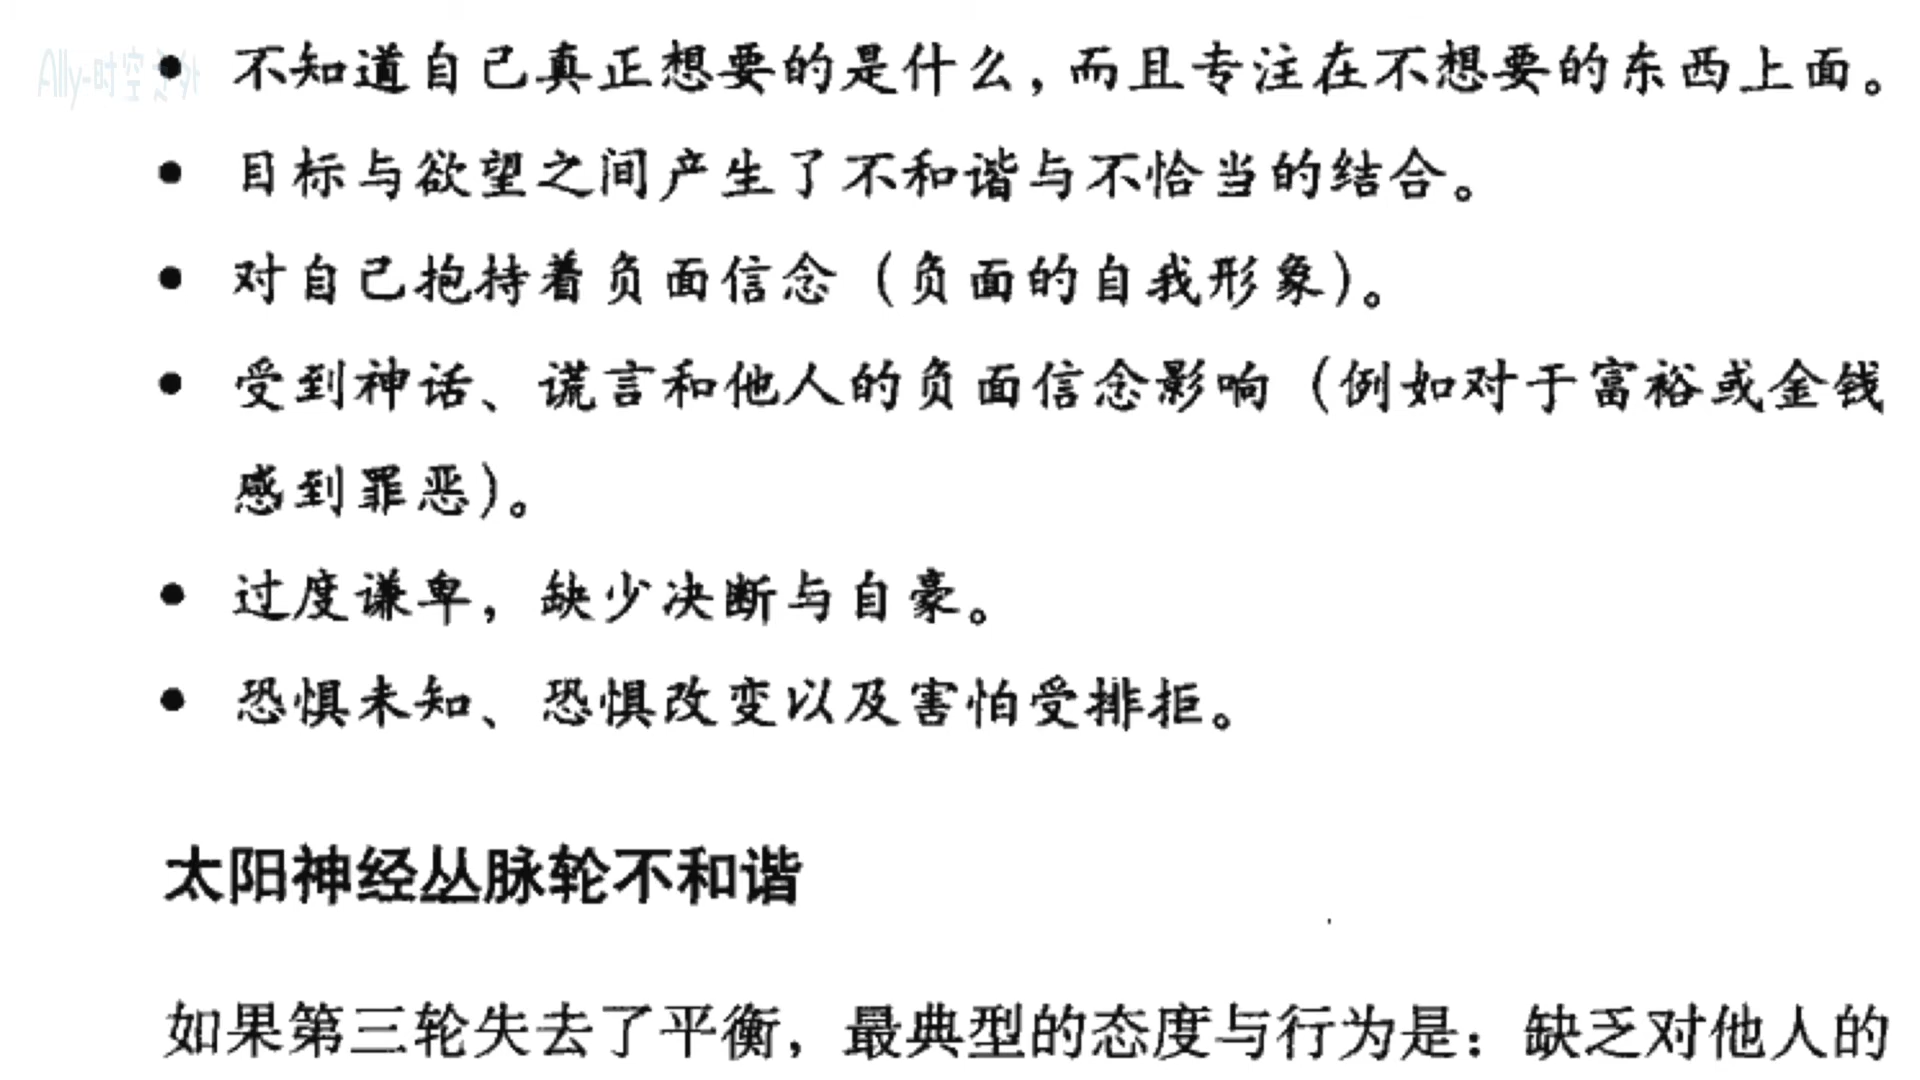 Ally-时空意外
• 不知道自己真正想要的是什么，而且专注在不想要的东西上面。
• 目标与欲望之间产生了不和谐与不恰当的结合。
• 对自己抱持着负面信念（负面的自我形象）。
• 受到神话、谎言和他人的负面信念影响（例如对于富裕或金钱
感到罪恶）。
• 过度谦卑，缺少决断与自豪。
• 恐惧未知、恐惧改变以及害怕受排拒。
太阳神经丛脉轮不和谐
如果第三轮失去了平衡，最典型的态度与行为是：缺乏对他人的